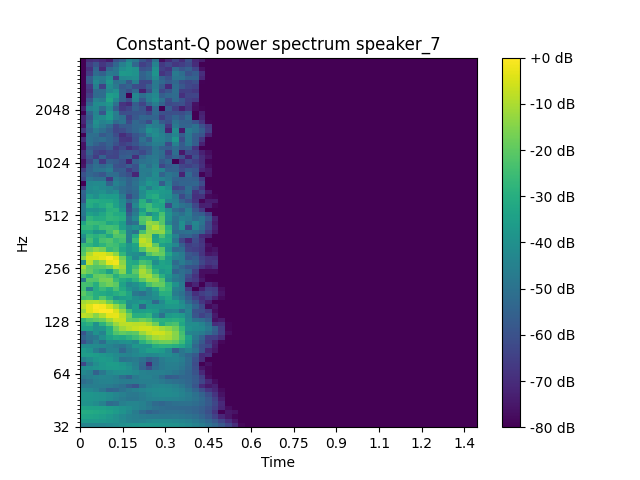 Constant-Q power spectrum speaker_7
Hz
2048
1024
512
256
128
64
32
0 0.15 0.3 0.45 0.6 0.75 0.9 1.1 1.2 1.4
Time
+0 dB
-10 dB
-20 dB
-30 dB
-40 dB
-50 dB
-60 dB
-70 dB
-80 dB